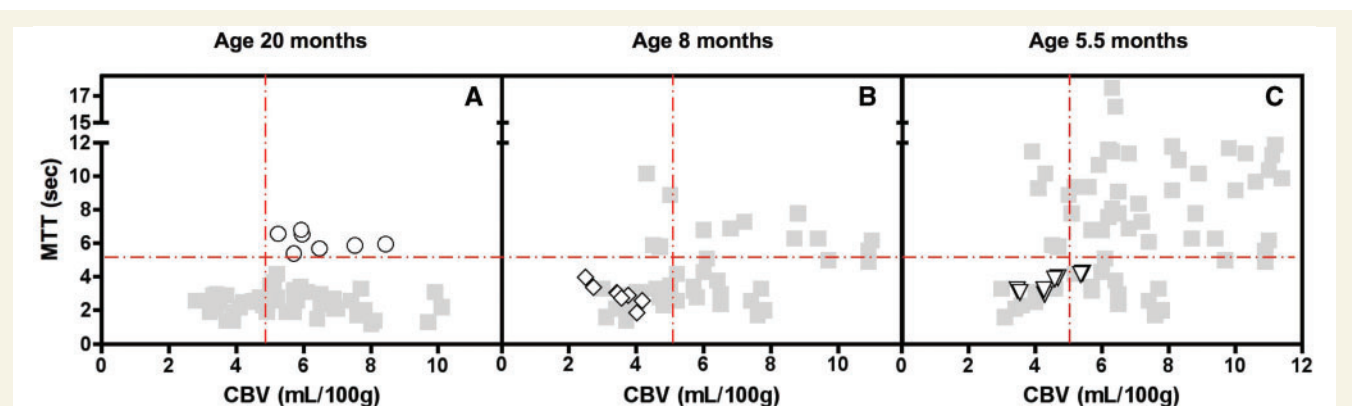 Age 20 months Age 8 months Age 5.5 months
A B C
17
15
12
10
8
6
4
2
0
MTT (sec)
0 2 4 6 8 10 0 2 4 6 8 10 0 2 4 6 8 10 12
CBV (mL/100g) CBV (mL/100g) CBV (mL/100g)